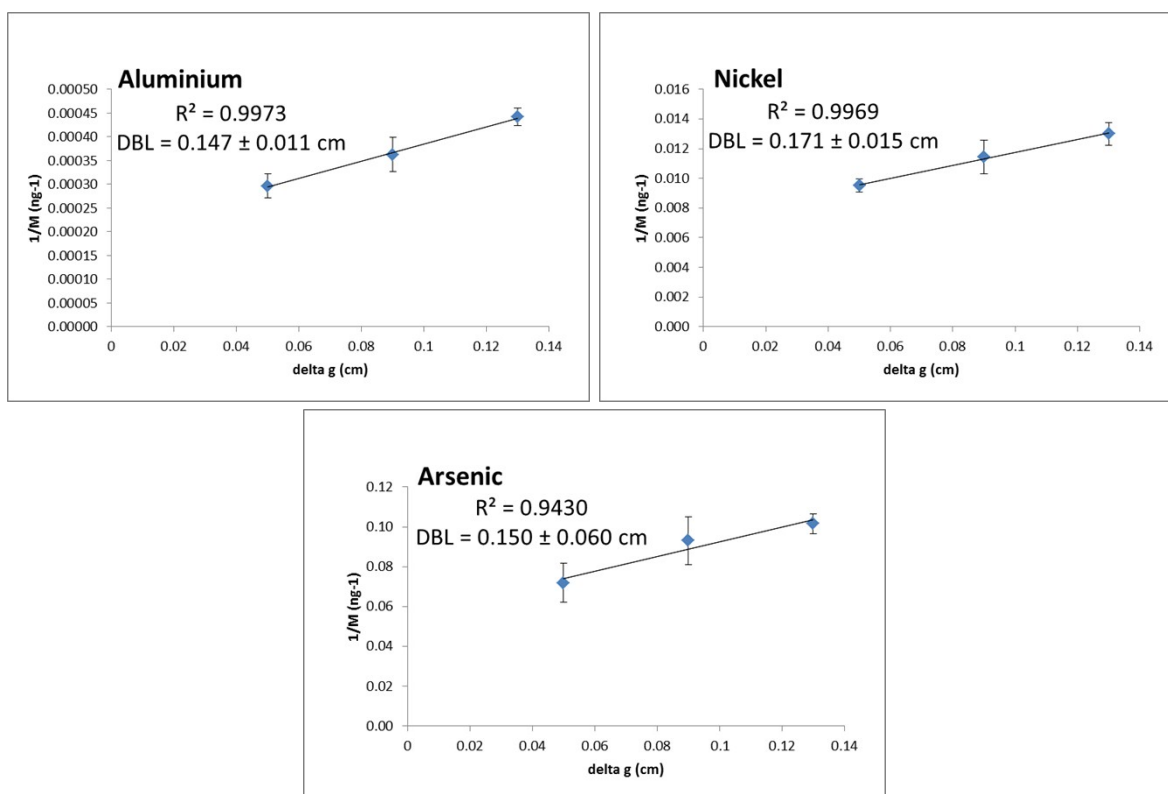 Aluminium
R² = 0.9973
DBL = 0.147 ± 0.011 cm
0.00050
0.00045
0.00040
0.00035
0.00030
0.00025
0.00020
0.00015
0.00010
0.00005
0.00000
1/M (ng-1)
0 0.02 0.04 0.06 0.08 0.1 0.12 0.14
delta g (cm)
Nickel
R² = 0.9969
DBL = 0.171 ± 0.015 cm
0.016
0.014
0.012
0.010
0.008
0.006
0.004
0.002
0.000
1/M (ng-1)
0 0.02 0.04 0.06 0.08 0.1 0.12 0.14
delta g (cm)
Arsenic
R² = 0.9430
DBL = 0.150 ± 0.060 cm
0.12
0.10
0.08
0.06
0.04
0.02
0.00
1/M (ng-1)
0 0.02 0.04 0.06 0.08 0.1 0.12 0.14
delta g (cm)